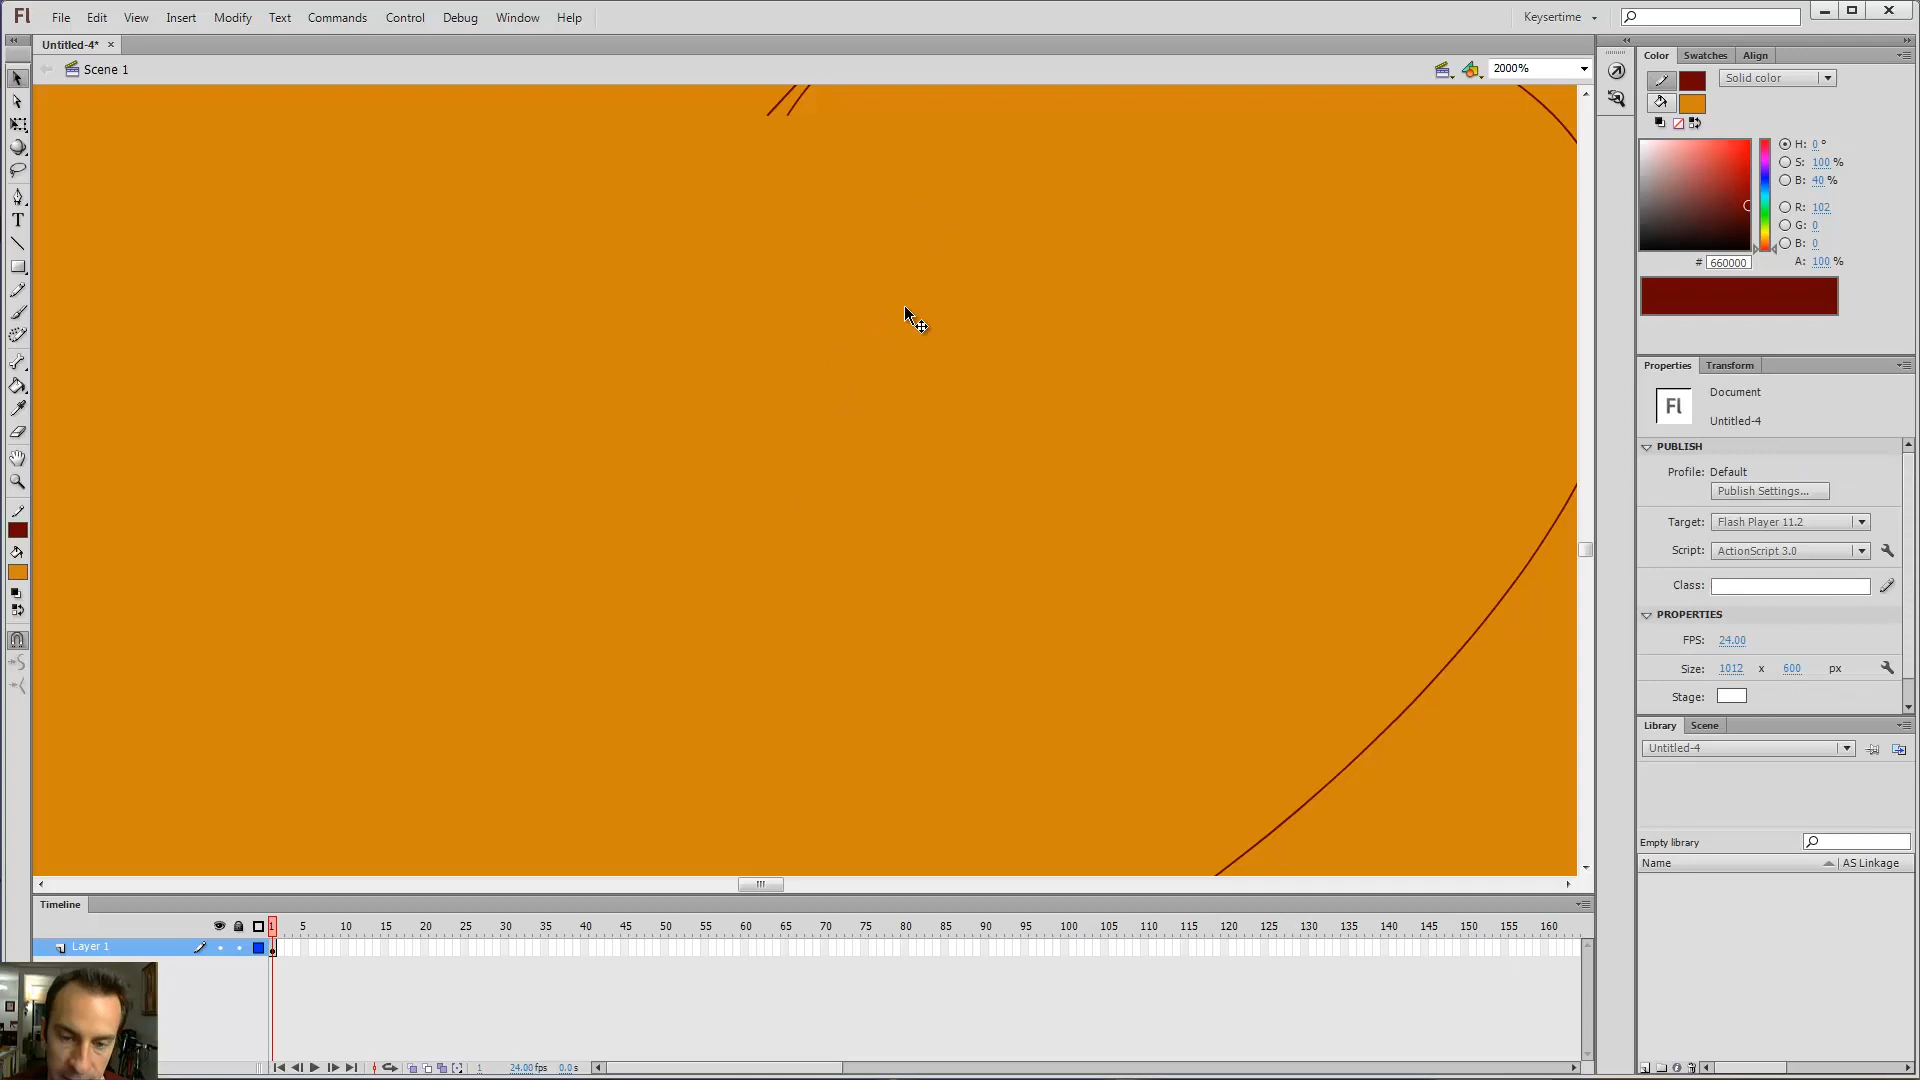 Fl File Edit View Insert Modify Text Commands Control Debug Window Help Keysertime
Untitled-4* ×
Scene 1 2000%
Color Swatches Align
Solid color
H: 0 °
S: 100 %
B: 40 %
R: 102
G: 0
B: 0
# 660000 A: 100 %
Properties Transform
Fl Document
Untitled-4
PUBLISH
Profile: Default
Publish Settings...
Target: Flash Player 11.2
Script: ActionScript 3.0
Class:
PROPERTIES
FPS: 24.00
Size: 1012 x 600 px
Stage:
Library Scene
Untitled-4
Empty library
Name AS Linkage
Timeline
1 5 10 15 20 25 30 35 40 45 50 55 60 65 70 75 80 85 90 95 100 105 110 115 120 125 130 135 140 145 150 155 160
Layer 1
1 24.00 fps 0.0 s